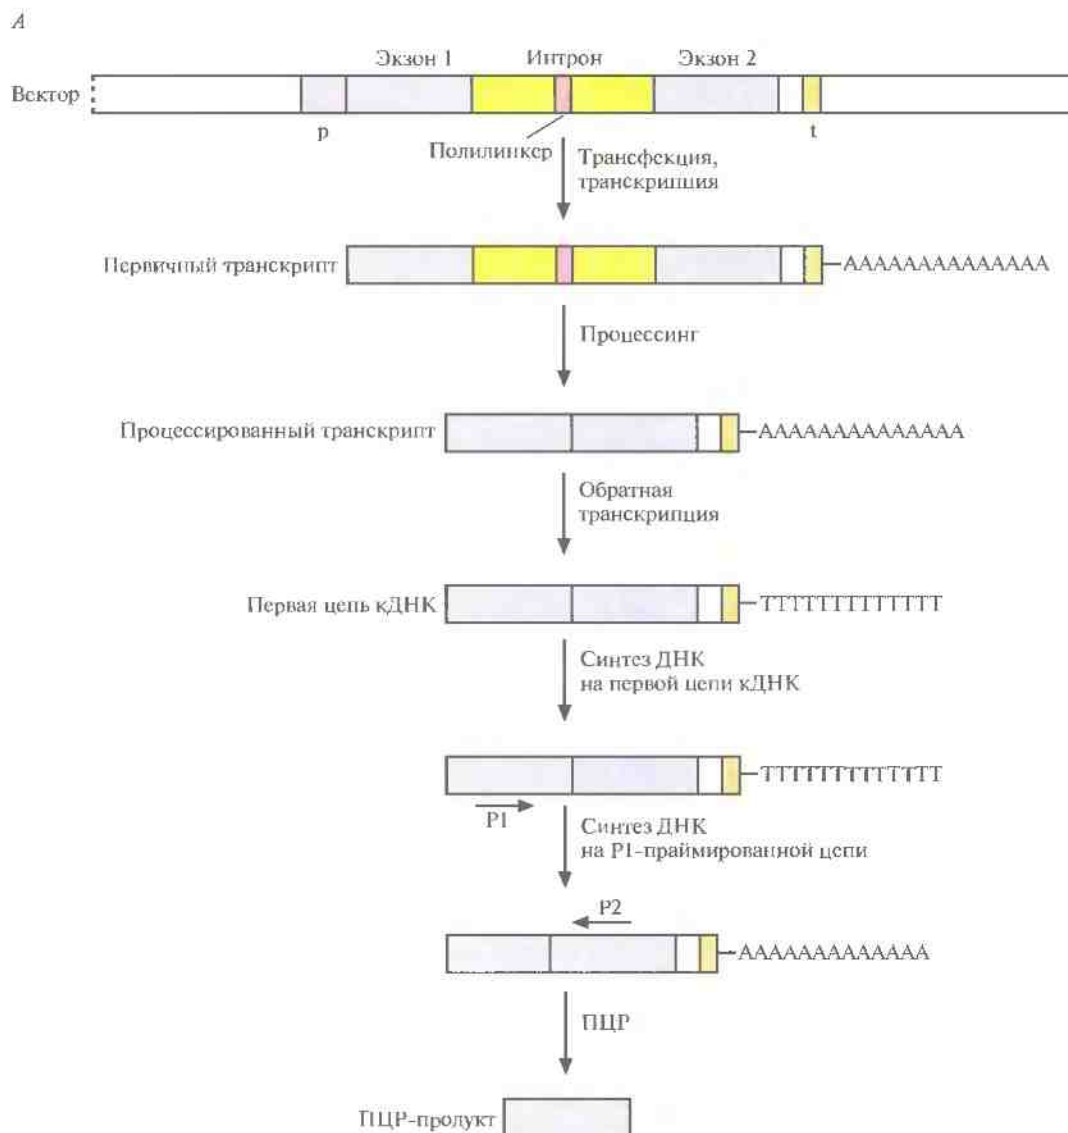 А
Экзон 1 Интрон Экзон 2
Вектор
p t
Полилинкер
Трансфекция,
транскрипция
Первичный транскрипт AAAAAAAAAAAAAA
Процессинг
Процессированный транскрипт AAAAAAAAAAAAAA
Обратная
транскрипция
Первая цепь кДНК TTTTTTTTTTTTT
Синтез ДНК
на первой цепи кДНК
TTTTTTTTTTTTT
P1
Синтез ДНК
на P1-праймированной цепи
P2
AAAAAAAAAAAAA
ПЦР
ПЦР-продукт